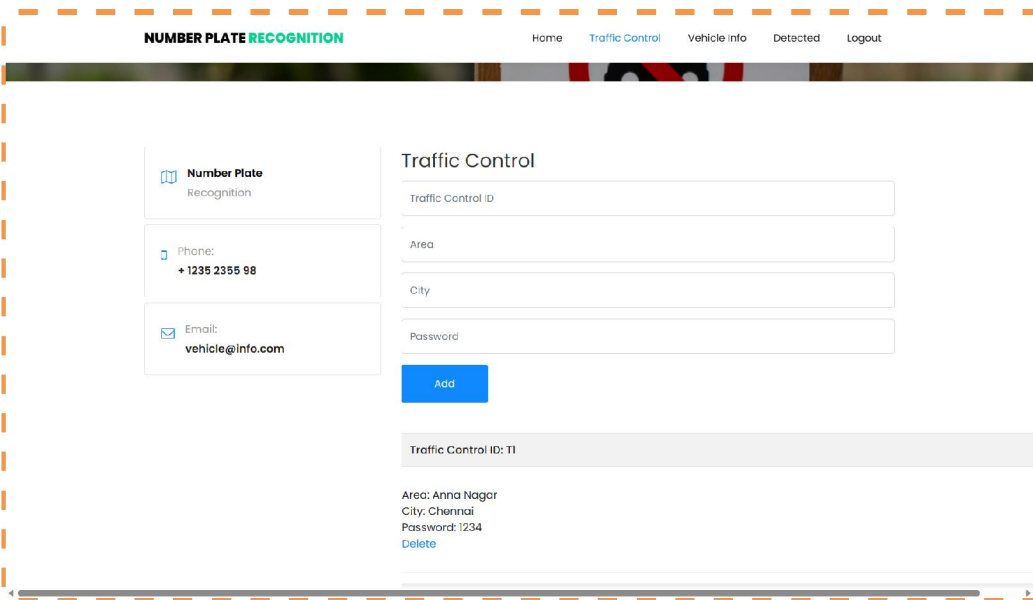 NUMBER PLATE RECOGNITION
Home Traffic Control Vehicle Info Detected Logout
Number Plate
Recognition
Phone:
+ 1235 2355 98
Email:
vehicle@info.com
Traffic Control
Traffic Control ID
Area
City
Password
Add
Traffic Control ID: T1
Area: Anna Nagar
City: Chennai
Password: 1234
Delete